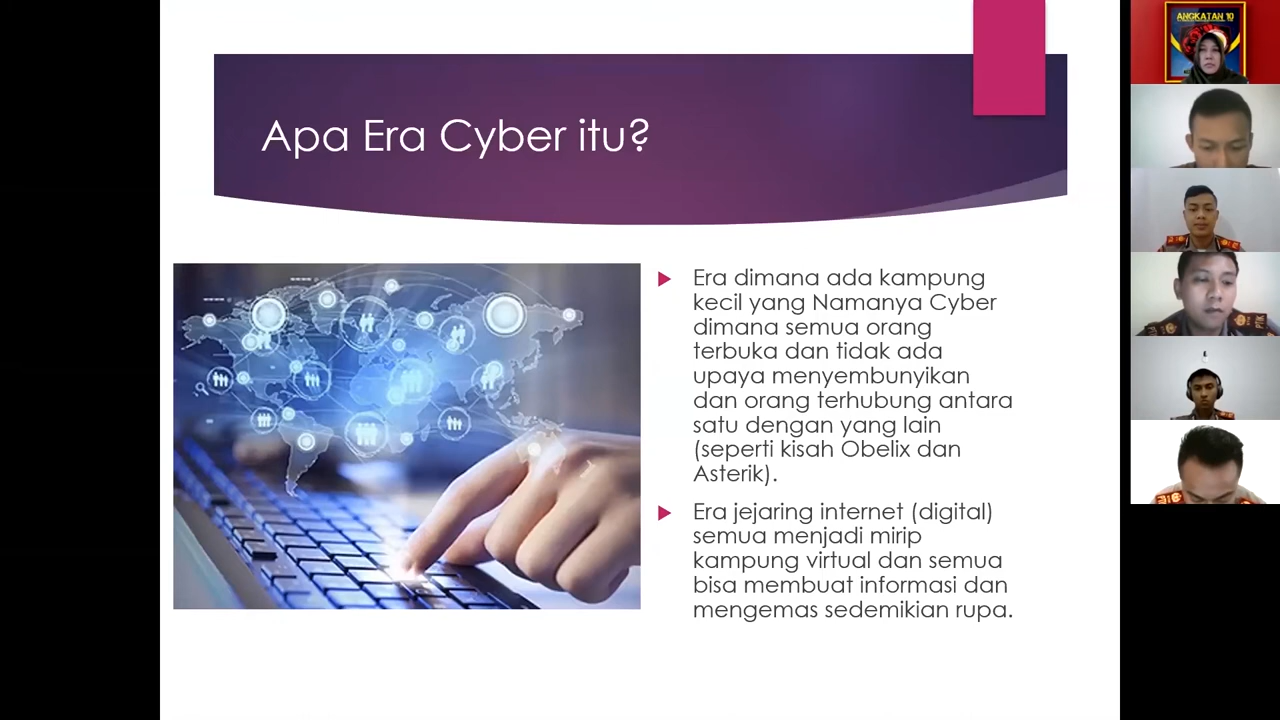 Apa Era Cyber itu?
Era dimana ada kampung
kecil yang Namanya Cyber
dimana semua orang
terbuka dan tidak ada
upaya menyembunyikan
dan orang terhubung antara
satu dengan yang lain
(seperti kisah Obelix dan
Asterik).
Era jejaring internet (digital)
semua menjadi mirip
kampung virtual dan semua
bisa membuat informasi dan
mengemas sedemikian rupa.
ANGKATAN 10